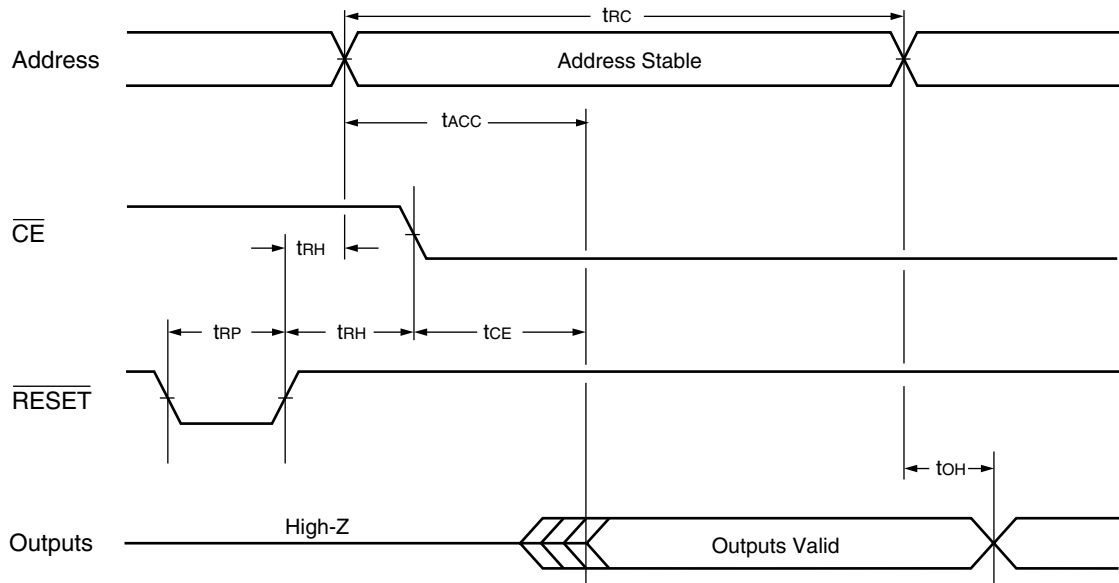 tRC
Address
Address Stable
tACC
CE
tRH
tRP
tRH
tCE
RESET
tOH
High-Z
Outputs
Outputs Valid